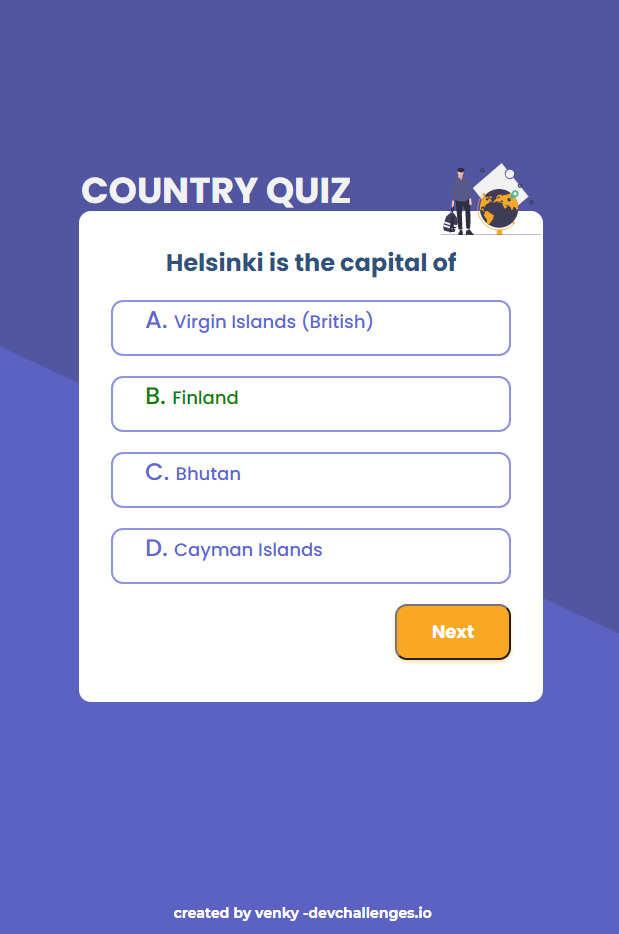 COUNTRY QUIZ
Helsinki is the capital of
A. Virgin Islands (British)
B. Finland
C. Bhutan
D. Cayman Islands
Next
created by venky -devchallenges.io